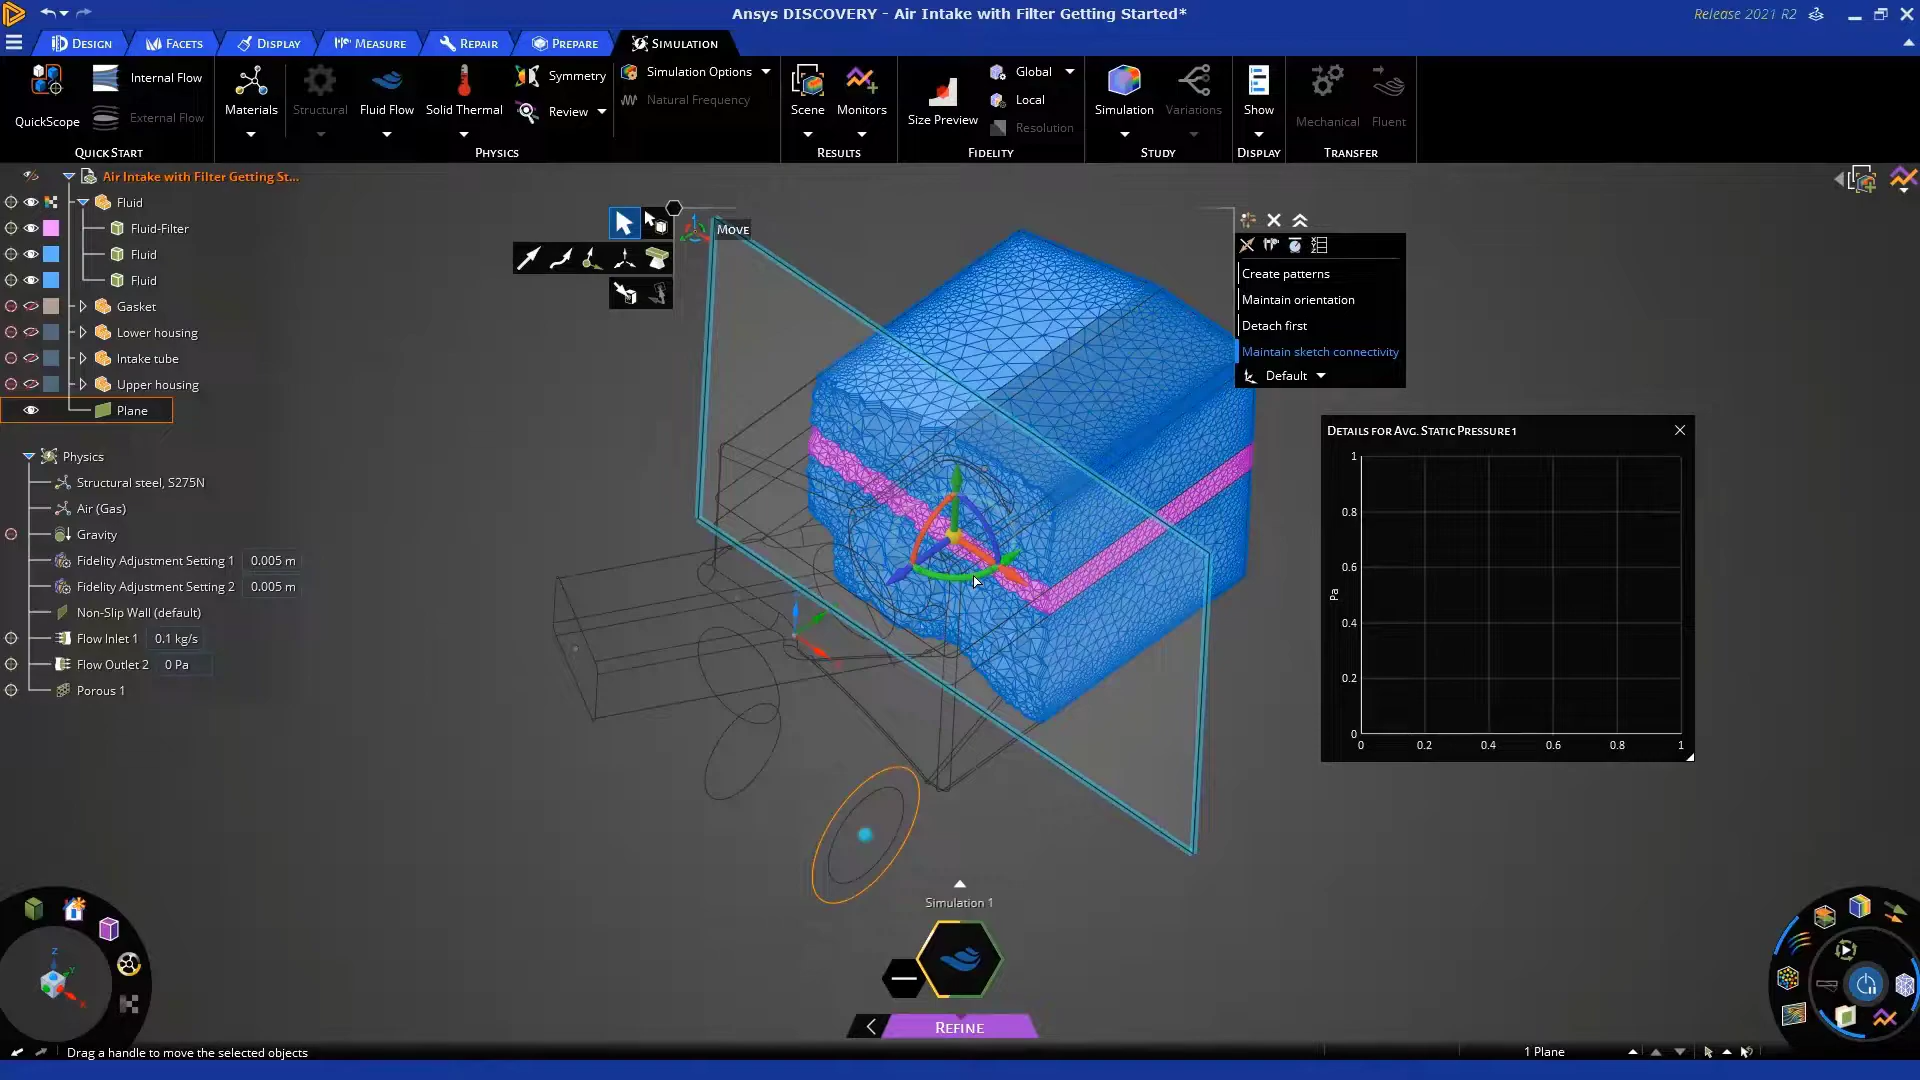 Ansys DISCOVERY - Air Intake with Filter Getting Started*
Release 2021 R2
DESIGN
FACETS
DISPLAY
MEASURE
REPAIR
PREPARE
SIMULATION
QuickScope
Internal Flow
External Flow
QUICK START
Materials
Structural
Fluid Flow
Solid Thermal
Symmetry
Review
Simulation Options
Natural Frequency
PHYSICS
Scene
Monitors
RESULTS
Size Preview
Global
Local
Resolution
FIDELITY
Simulation
Variations
STUDY
Show
DISPLAY
Mechanical
Fluent
TRANSFER
Air Intake with Filter Getting St...
Fluid
Fluid-Filter
Fluid
Fluid
Gasket
Lower housing
Intake tube
Upper housing
Plane
Physics
Structural steel, S275N
Air (Gas)
Gravity
Fidelity Adjustment Setting 1 0.005 m
Fidelity Adjustment Setting 2 0.005 m
Non-Slip Wall (default)
Flow Inlet 1 0.1 kg/s
Flow Outlet 2 0 Pa
Porous 1
MOVE
Create patterns
Maintain orientation
Detach first
Maintain sketch connectivity
Default
DETAILS FOR AVG. STATIC PRESSURE 1
1
0.8
0.6
Pa
0.4
0.2
0
0 0.2 0.4 0.6 0.8 1
Simulation 1
REFINE
Z
Y
X
Drag a handle to move the selected objects
1 Plane